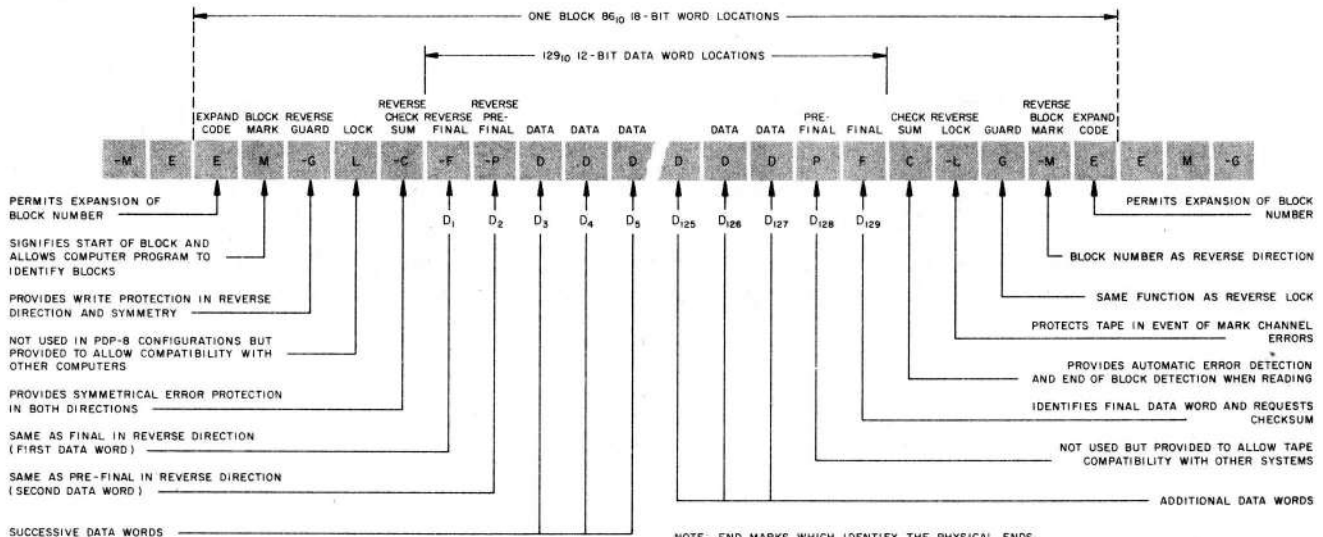 ONE BLOCK 86₁₀ 18-BIT WORD LOCATIONS
129₁₀ 12-BIT DATA WORD LOCATIONS
EXPAND CODE
BLOCK MARK
REVERSE GUARD
LOCK
REVERSE CHECK SUM
REVERSE FINAL
REVERSE PRE-FINAL
DATA
DATA
DATA
DATA
DATA
PRE-FINAL
FINAL
CHECK SUM
REVERSE LOCK
GUARD
REVERSE BLOCK MARK
EXPAND CODE
-M E E M -G L -C -F -P D D D D D D P F C -L G -M E E M -G
D₁ D₂ D₃ D₄ D₅ D₁₂₅ D₁₂₆ D₁₂₇ D₁₂₈ D₁₂₉
PERMITS EXPANSION OF
BLOCK NUMBER
SIGNIFIES START OF BLOCK AND
ALLOWS COMPUTER PROGRAM TO
IDENTIFY BLOCKS
PROVIDES WRITE PROTECTION IN REVERSE
DIRECTION AND SYMMETRY
NOT USED IN PDP-8 CONFIGURATIONS BUT
PROVIDED TO ALLOW COMPATIBILITY WITH
OTHER COMPUTERS
PROVIDES SYMMETRICAL ERROR PROTECTION
IN BOTH DIRECTIONS
SAME AS FINAL IN REVERSE DIRECTION
(FIRST DATA WORD)
SAME AS PRE-FINAL IN REVERSE DIRECTION
(SECOND DATA WORD)
SUCCESSIVE DATA WORDS
PERMITS EXPANSION OF BLOCK
NUMBER
BLOCK NUMBER AS REVERSE DIRECTION
SAME FUNCTION AS REVERSE LOCK
PROTECTS TAPE IN EVENT OF MARK CHANNEL
ERRORS
PROVIDES AUTOMATIC ERROR DETECTION
AND END OF BLOCK DETECTION WHEN READING
IDENTIFIES FINAL DATA WORD AND REQUESTS
CHECKSUM
NOT USED BUT PROVIDED TO ALLOW TAPE
COMPATIBILITY WITH OTHER SYSTEMS
ADDITIONAL DATA WORDS
NOTE: END MARKS WHICH IDENTIFY THE PHYSICAL ENDS